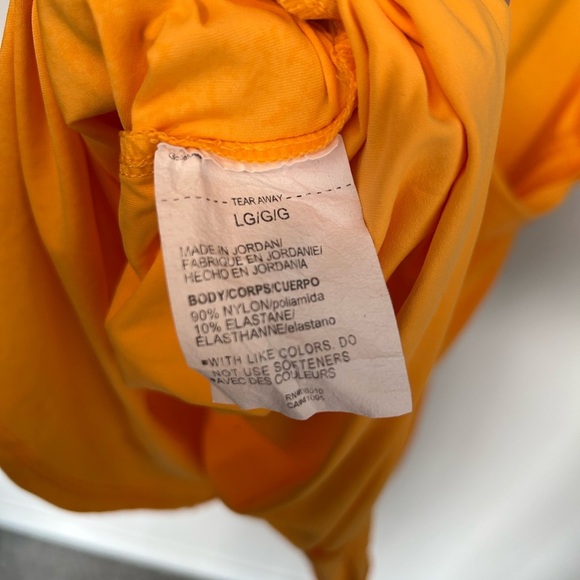 TEAR AWAY
LG/G/G
MADE IN JORDAN/
FABRIQUE EN JORDANIE/
HECHO EN JORDANIA
BODY/CORPS/CUERPO
90% NYLON/poliamida
10% ELASTANE/
ÉLASTHANNE/elastano
■WITH LIKE COLORS, DO
NOT USE SOFTENERS
■AVEC DES COULEURS